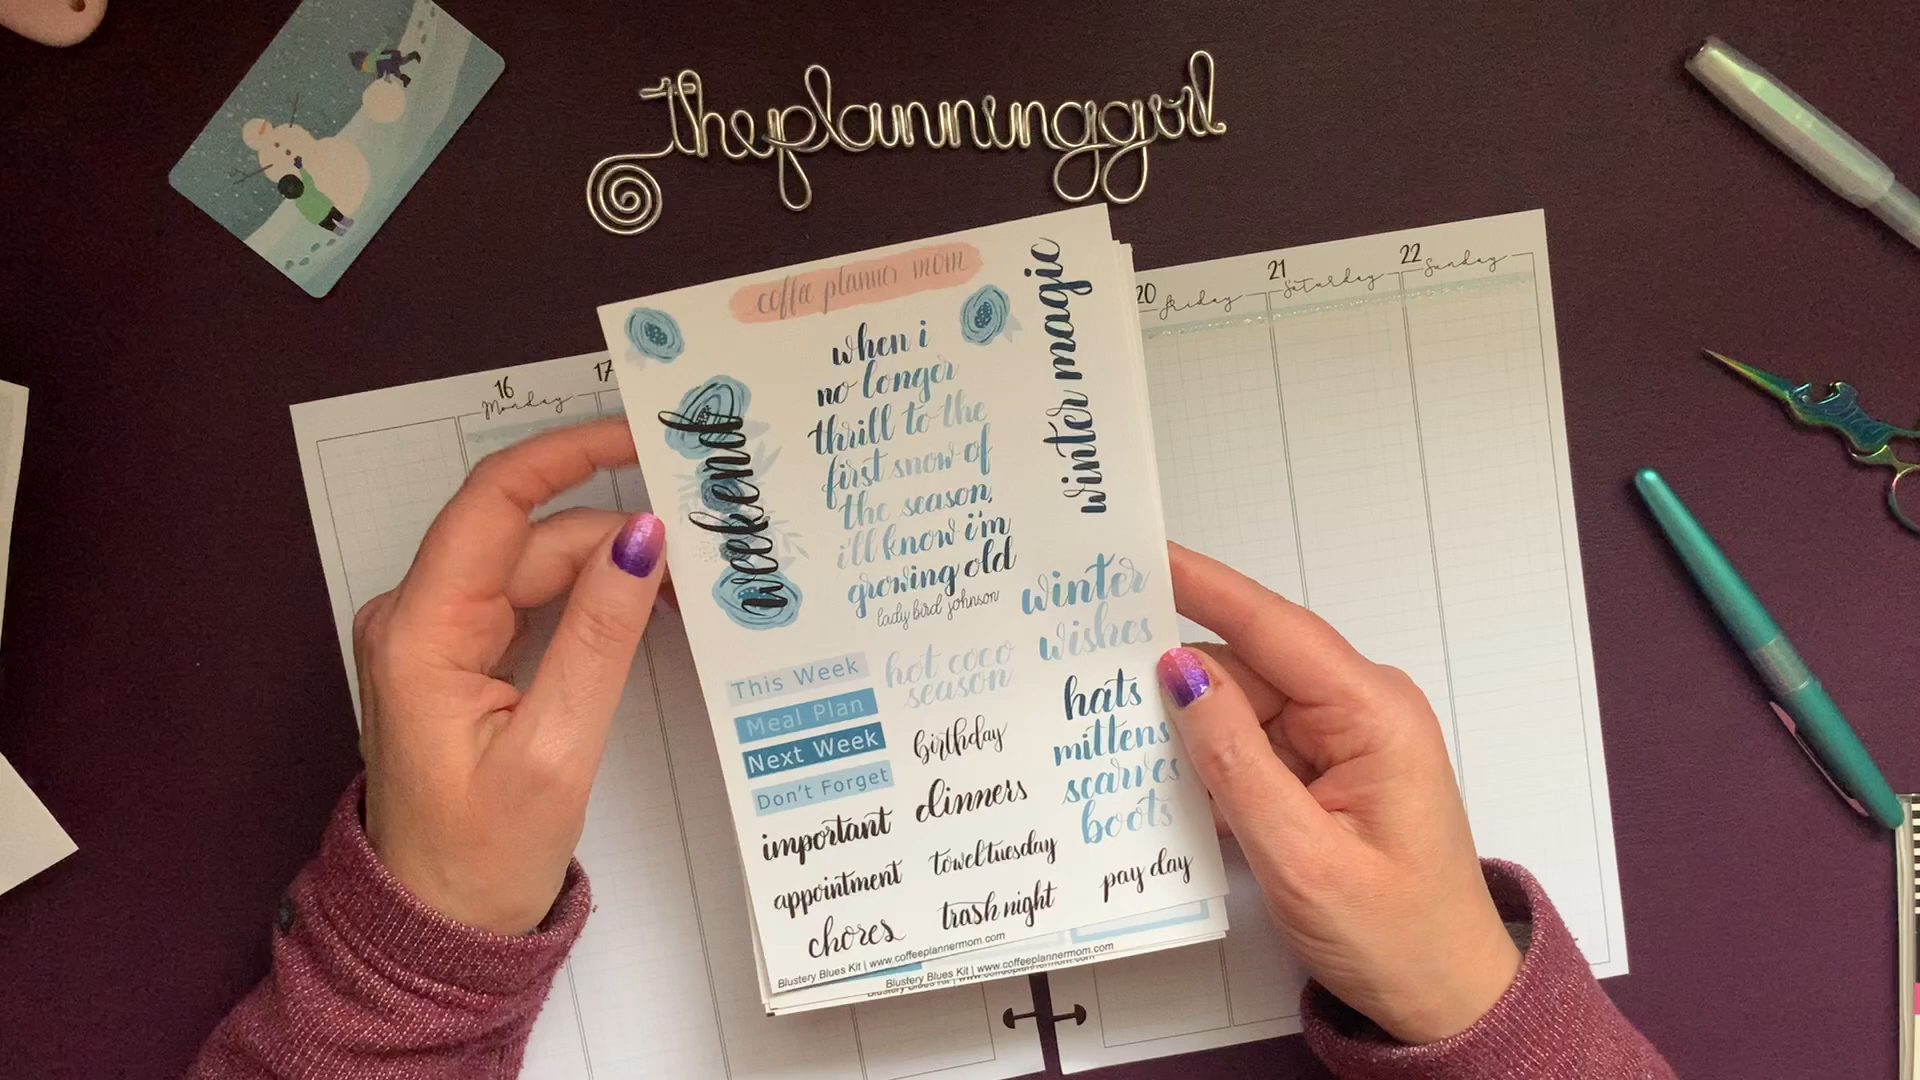 theplanninggirl
16
Monday
17
20
Friday
21
Saturday
22
Sunday
coffee planner mom
weekend
when i
no longer
thrill to the
first snow of
the season,
i'll know i'm
growing old
lady bird johnson
winter magic
winter
wishes
This Week
Meal Plan
Next Week
Don't Forget
hot coco
season
hats
mittens
scarves
boots
birthday
dinners
important
appointment
chores
toweltuesday
trash night
pay day
Blustery Blues Kit | www.coffeeplannermom.com
Blustery Blues Kit | www.coffeeplannermom.com